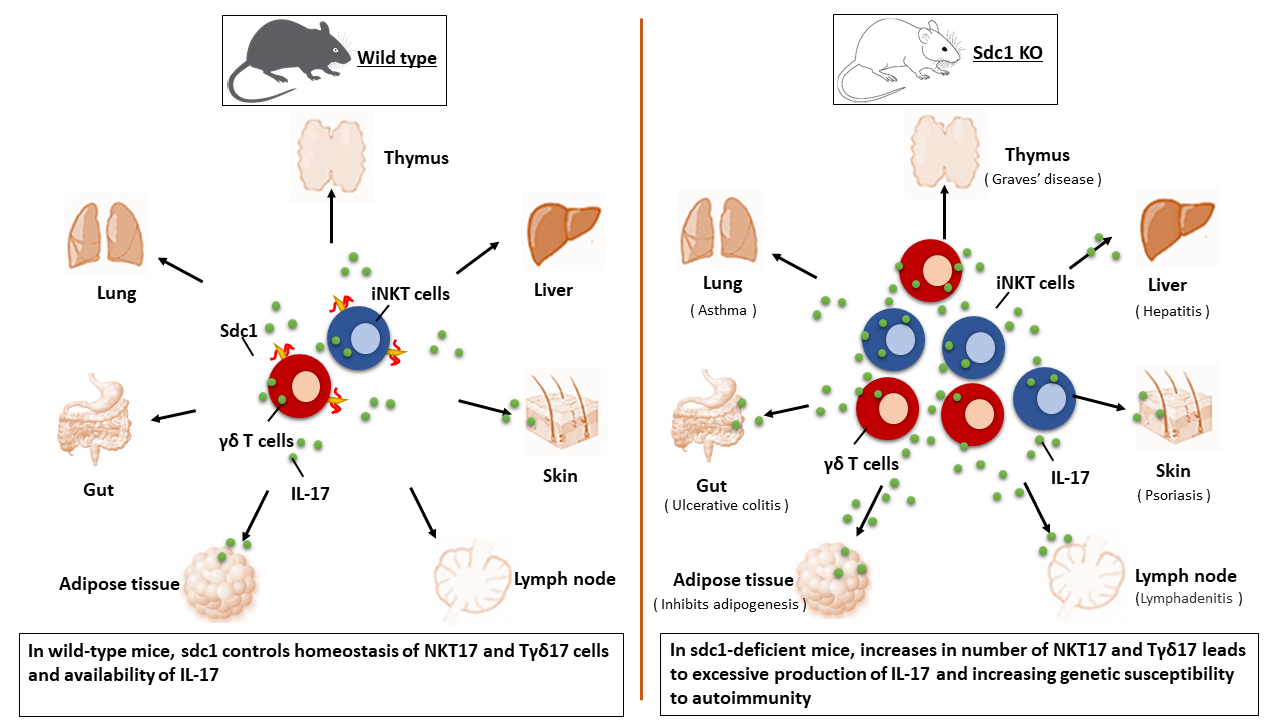 Wild type
Thymus
Lung
Liver
iNKT cells
Sdc1
γδ T cells
Gut
Skin
IL-17
Adipose tissue
Lymph node
In wild-type mice, sdc1 controls homeostasis of NKT17 and Tγδ17 cells
and availability of IL-17
Sdc1 KO
Thymus
( Graves’ disease )
Lung
( Asthma )
iNKT cells
Liver
( Hepatitis )
γδ T cells
Gut
( Ulcerative colitis )
IL-17
Skin
( Psoriasis )
Adipose tissue
( Inhibits adipogenesis )
Lymph node
(Lymphadenitis )
In sdc1-deficient mice, increases in number of NKT17 and Tγδ17 leads
to excessive production of IL-17 and increasing genetic susceptibility
to autoimmunity